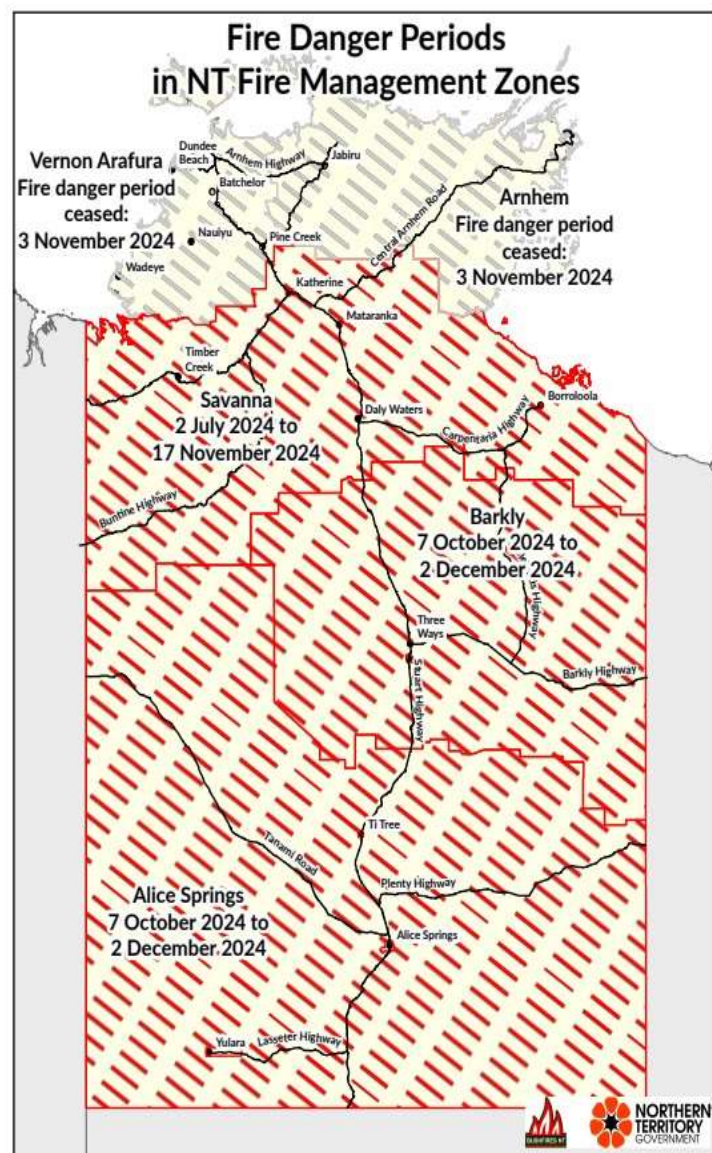 Fire Danger Periods
in NT Fire Management Zones
Vernon Arafura
Fire danger period
ceased:
3 November 2024
Dundee
Beach
Arnhem Highway
Jabiru
Batchelor
Nauiyu
Pine Creek
Wadeye
Central Arnhem Road
Arnhem
Fire danger period
ceased:
3 November 2024
Katherine
Mataranka
Timber
Creek
Savanna
2 July 2024 to
17 November 2024
Daly Waters
Carpentaria Highway
Borroloola
Buntine Highway
Barkly
7 October 2024 to
2 December 2024
Highway
Three
Ways
Barkly Highway
Stuart Highway
Ti Tree
Tanami Road
Plenty Highway
Alice Springs
7 October 2024 to
2 December 2024
Alice Springs
Yulara
Lasseter Highway
BUSHFIRES NT
NORTHERN
TERRITORY
GOVERNMENT